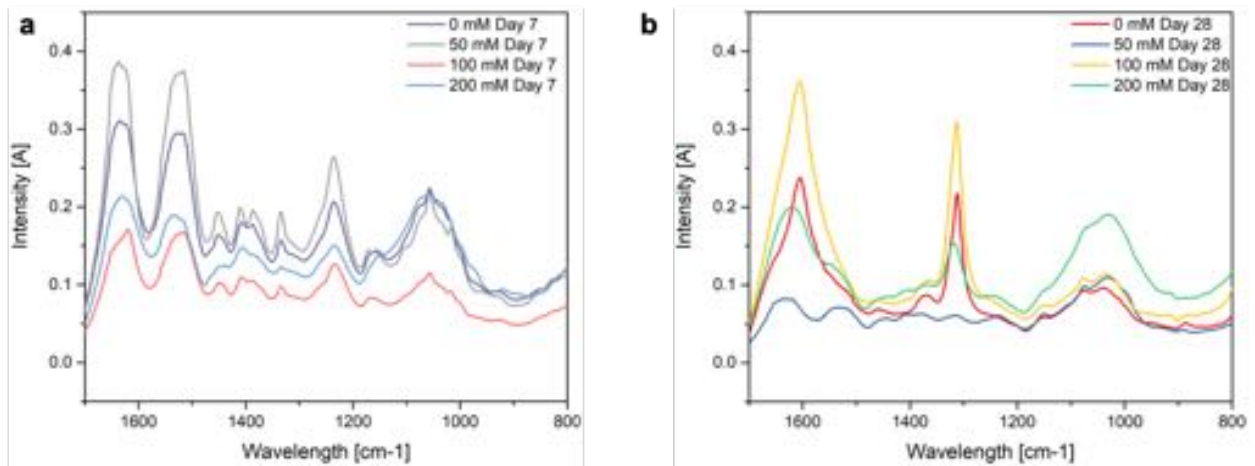 a
0 mM Day 7
50 mM Day 7
100 mM Day 7
200 mM Day 7
0.4
0.3
0.2
0.1
0.0
Intensity [A]
1600 1400 1200 1000 800
Wavelength [cm-1]
b
0 mM Day 28
50 mM Day 28
100 mM Day 28
200 mM Day 28
0.4
0.3
0.2
0.1
0.0
Intensity [A]
1600 1400 1200 1000 800
Wavelength [cm-1]